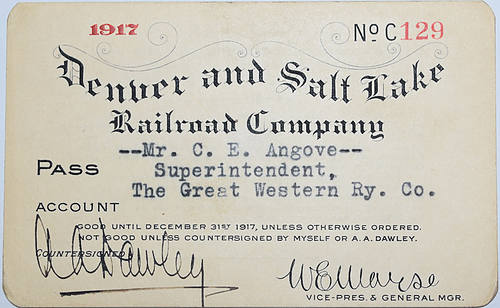 1917 No C129
Denver and Salt Lake
Railroad Company
--Mr. C. E. Angove--
PASS Superintendent,
The Great Western Ry. Co.
ACCOUNT
GOOD UNTIL DECEMBER 31ST 1917, UNLESS OTHERWISE ORDERED.
NOT GOOD UNLESS COUNTERSIGNED BY MYSELF OR A.A. DAWLEY.
COUNTERSIGNED
A A Dawley
W E Morse
VICE-PRES. & GENERAL MGR.